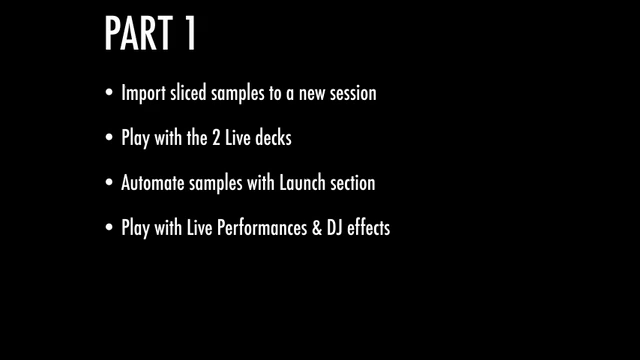 PART 1
• Import sliced samples to a new session
• Play with the 2 Live decks
• Automate samples with Launch section
• Play with Live Performances & DJ effects